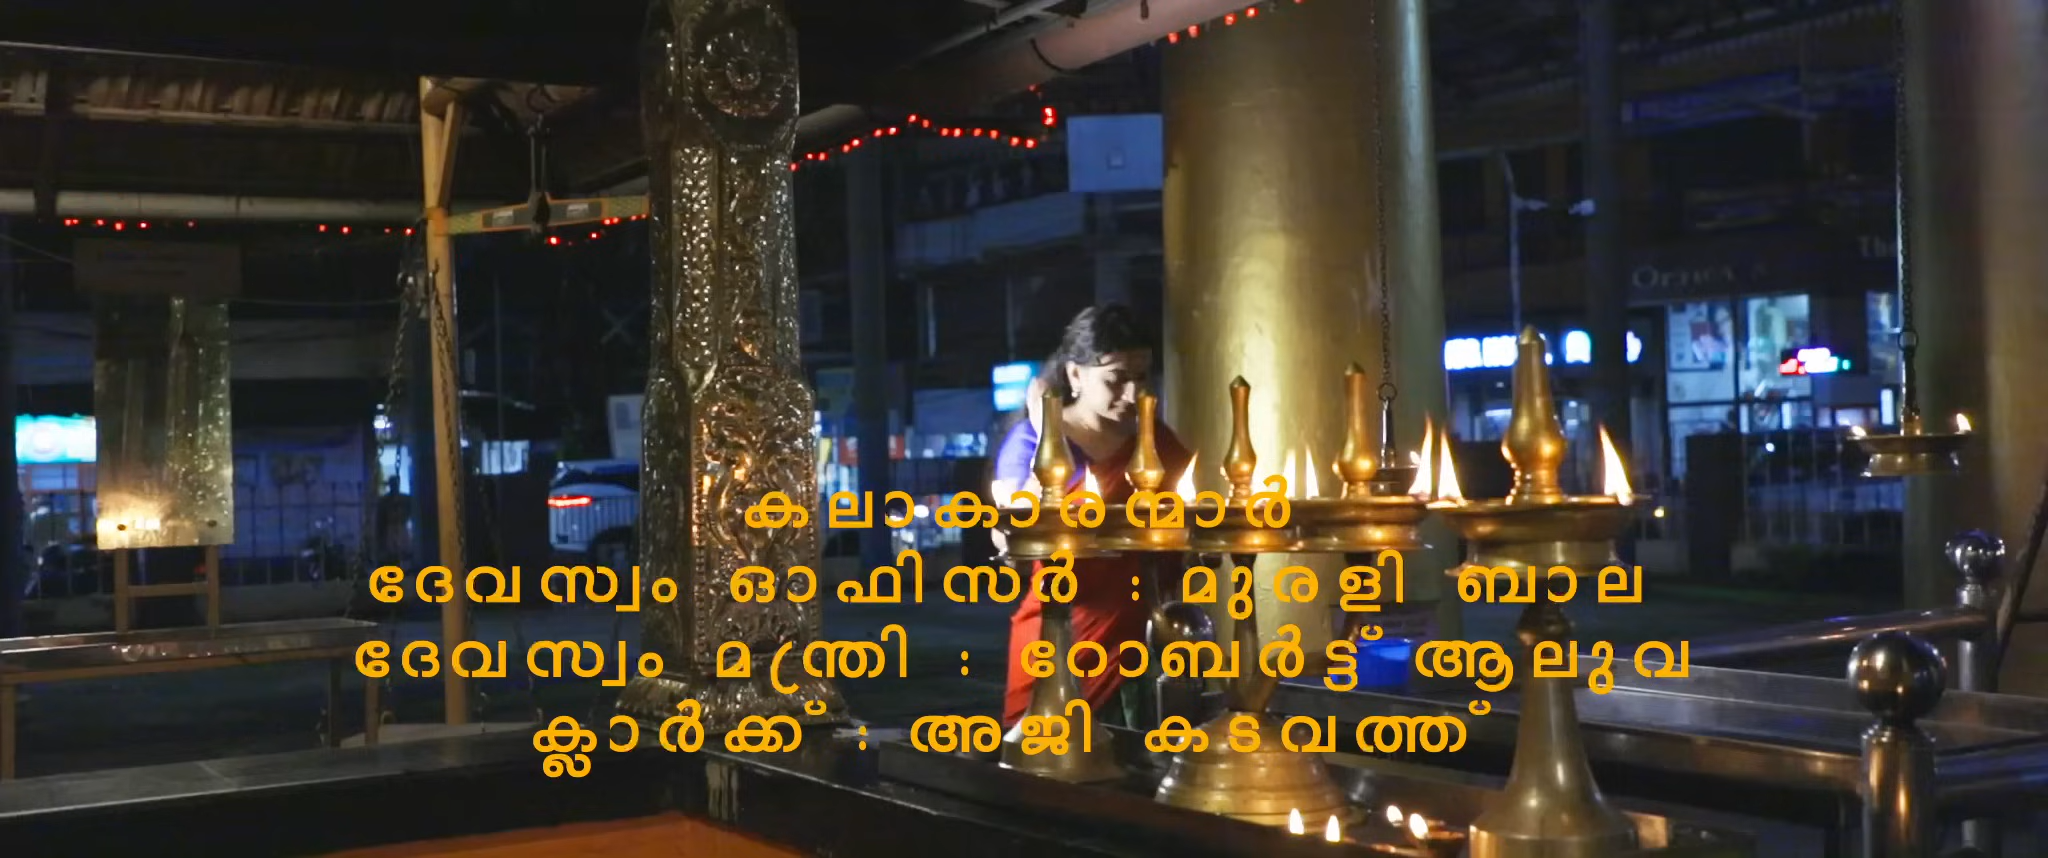 കലാകാരന്മാർ
ദേവസ്വം ഓഫിസർ : മുരളി ബാല
ദേവസ്വം മന്ത്രി : റോബർട്ട് ആലുവ
ക്ലാർക്ക് : അജി കടവത്ത്